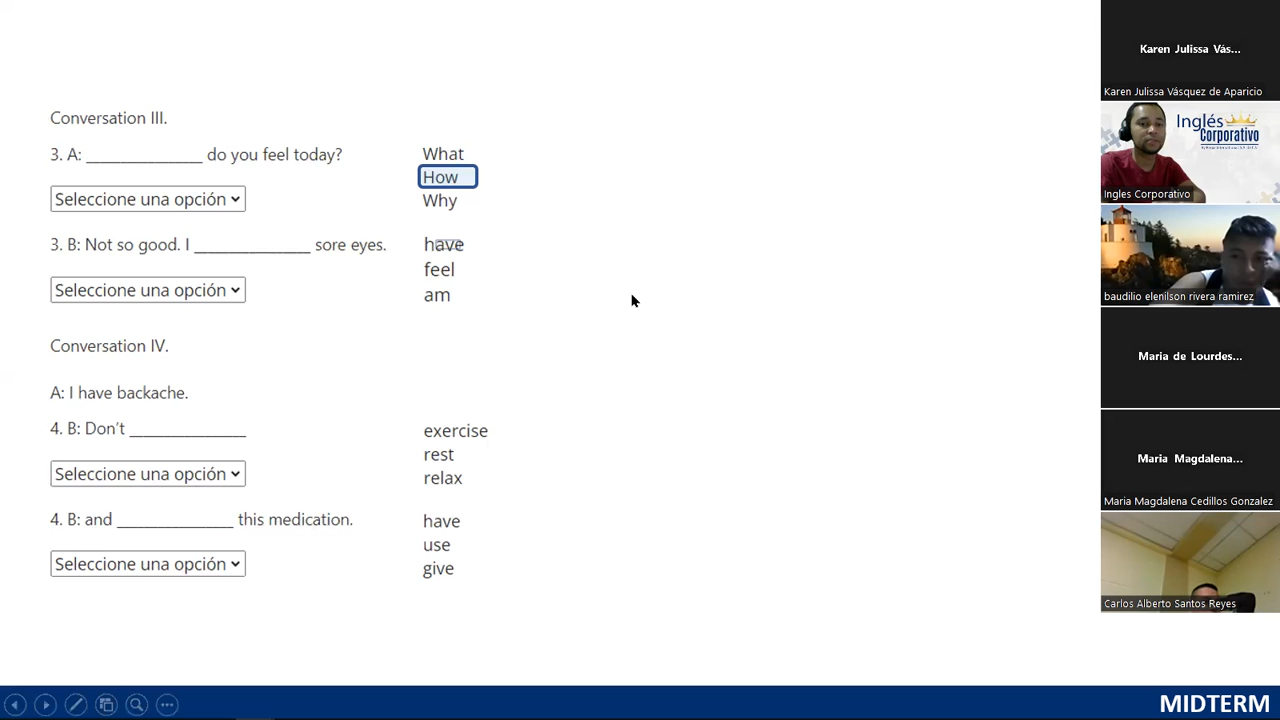 Conversation III.
3. A: ________________ do you feel today?
What
How
Why
Seleccione una opción
3. B: Not so good. I ________________ sore eyes.
have
feel
am
Seleccione una opción
Conversation IV.
A: I have backache.
4. B: Don't ________________
exercise
rest
relax
Seleccione una opción
4. B: and ________________ this medication.
have
use
give
Seleccione una opción
MIDTERM
Karen Julissa Vás...
Karen Julissa Vásquez de Aparicio
Inglés
Corporativo
Ingles Corporativo
baudilio elenilson rivera ramirez
Maria de Lourdes...
Maria Magdalena...
Maria Magdalena Cedillos Gonzalez
Carlos Alberto Santos Reyes